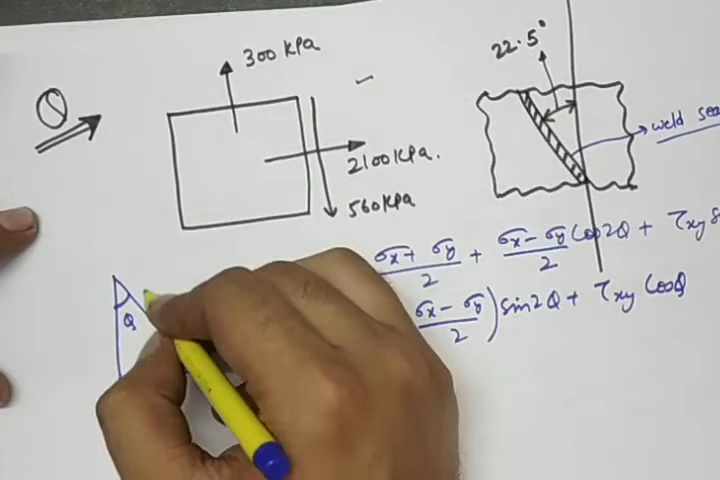 Q
300 kPa
2100 kPa.
560 kPa
22.5°
weld
σx + σy / 2 + σx - σy / 2 Cos2Q + τxy
σx - σy / 2 ) sin2Q + τxy CosQ
Q